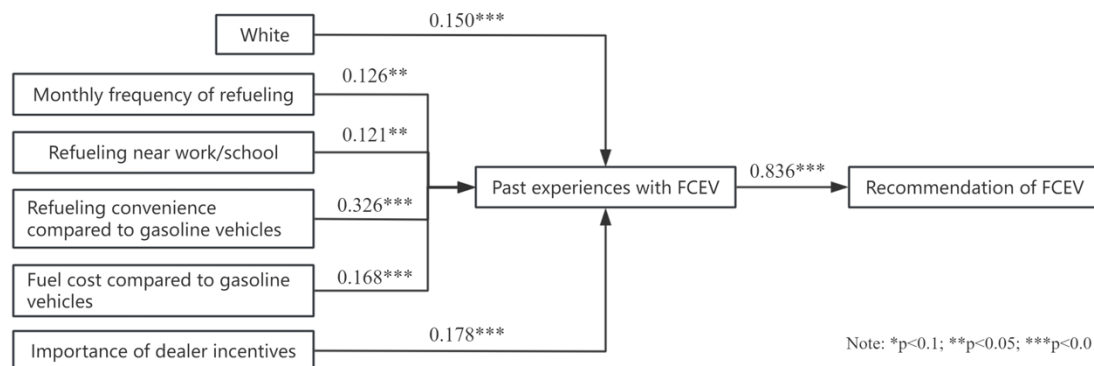 White
0.150***
Monthly frequency of refueling
0.126**
Refueling near work/school
0.121**
Refueling convenience
compared to gasoline vehicles
0.326***
Fuel cost compared to gasoline
vehicles
0.168***
Importance of dealer incentives
0.178***
Past experiences with FCEV
0.836***
Recommendation of FCEV
Note: *p<0.1; **p<0.05; ***p<0.0